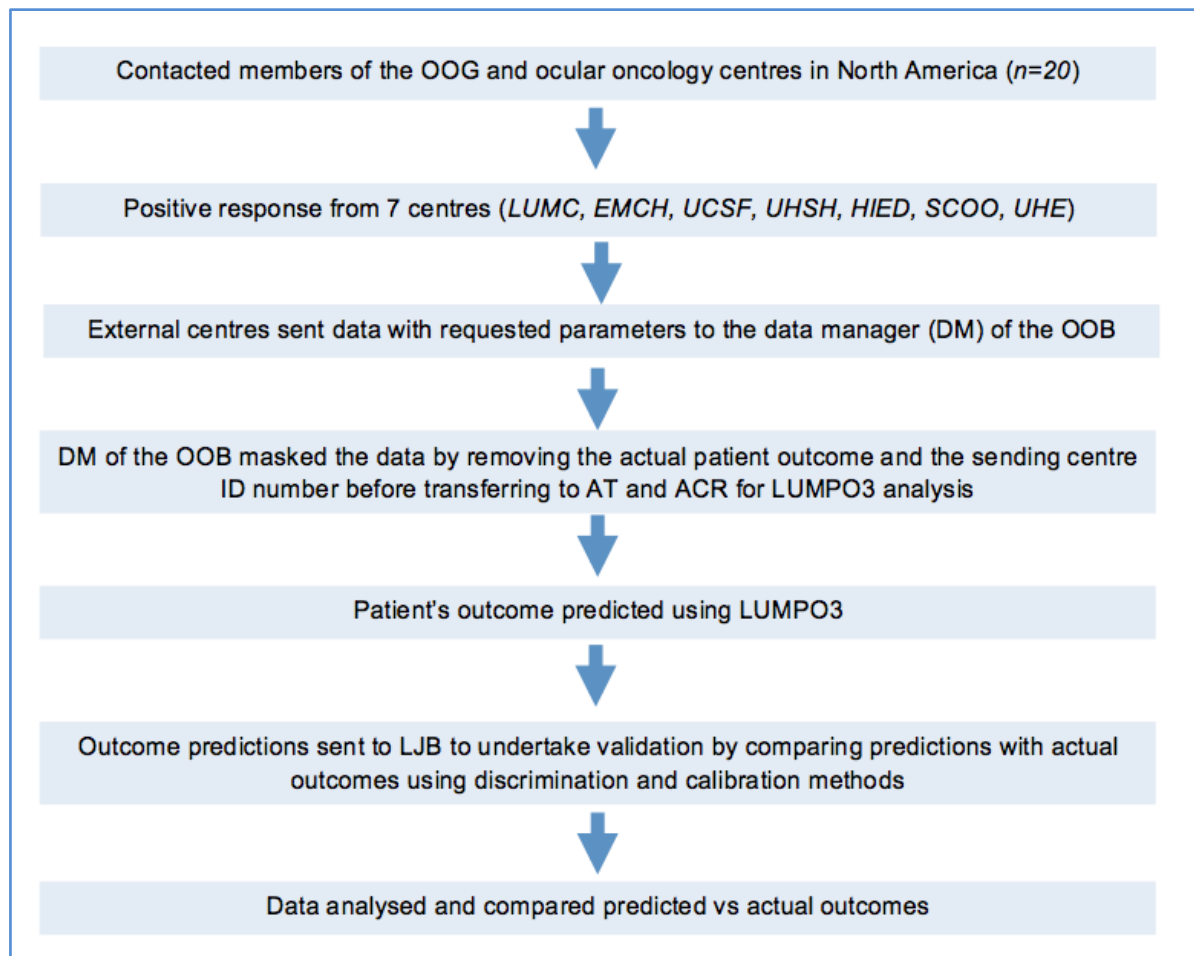 Contacted members of the OOG and ocular oncology centres in North America (n=20)
Positive response from 7 centres (LUMC, EMCH, UCSF, UHSH, HIED, SCOO, UHE)
External centres sent data with requested parameters to the data manager (DM) of the OOB
DM of the OOB masked the data by removing the actual patient outcome and the sending centre
ID number before transferring to AT and ACR for LUMPO3 analysis
Patient's outcome predicted using LUMPO3
Outcome predictions sent to LJB to undertake validation by comparing predictions with actual
outcomes using discrimination and calibration methods
Data analysed and compared predicted vs actual outcomes